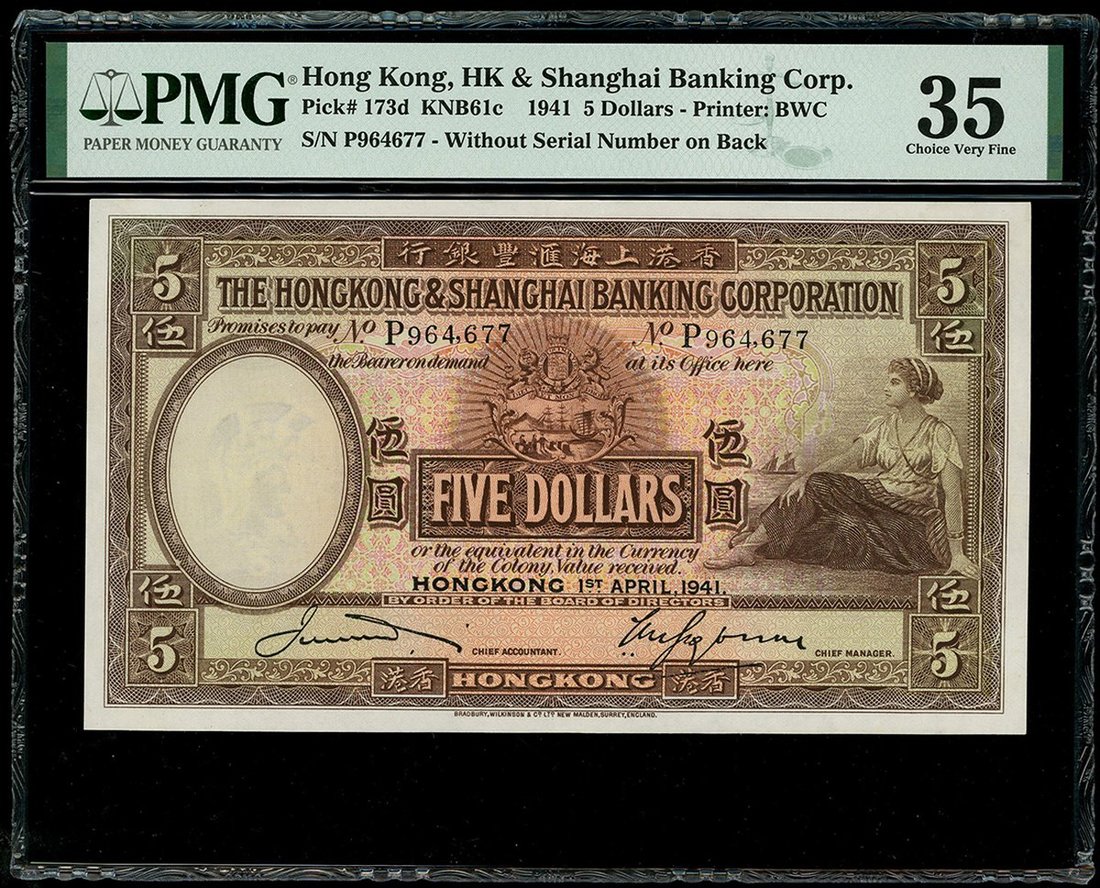 PMG®
PAPER MONEY GUARANTY
Hong Kong, HK & Shanghai Banking Corp.
Pick# 173d KNB61c 1941 5 Dollars - Printer: BWC
S/N P964677 - Without Serial Number on Back
35
Choice Very Fine
5 行銀豐滙海上港香 5
THE HONGKONG & SHANGHAI BANKING CORPORATION
伍 Promises to pay No P964,677 No P964,677 伍
the Bearer on demand at its Office here
伍圓 伍圓
FIVE DOLLARS
or the equivalent in the Currency
of the Colony, Value received.
伍 HONGKONG 1ST APRIL, 1941. 伍
BY ORDER OF THE BOARD OF DIRECTORS
5 CHIEF ACCOUNTANT. CHIEF MANAGER. 5
港香 HONGKONG 港香
BRADBURY, WILKINSON & Co. LTD NEW MALDEN, SURREY, ENGLAND.